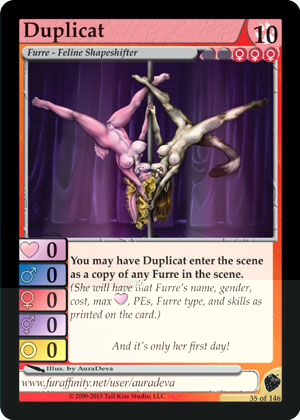 Duplicat
10
Furre - Feline Shapeshifter
0
0
0
0
0
You may have Duplicat enter the scene
as a copy of any Furre in the scene.
(She will have that Furre's name, gender,
cost, max , PEs, Furre type, and skills as
printed on the card.)
And it's only her first day!
Illus. by AuraDeva
www.furaffinity.net/user/auradeva
© 2009-2013 Tail Kiss Studio, LLC
35 of 146